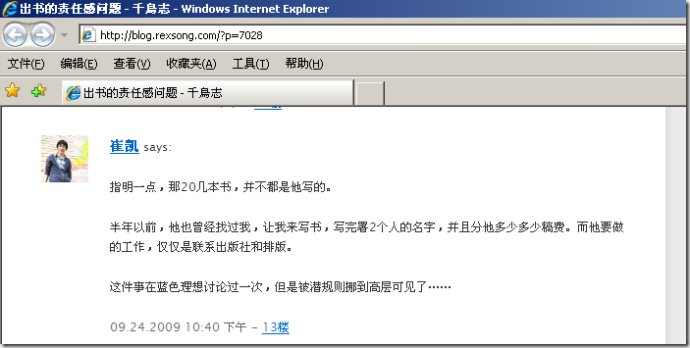 出书的责任感问题 - 千鸟志 - Windows Internet Explorer
http://blog.rexsong.com/?p=7028
文件(F) 编辑(E) 查看(V) 收藏夹(A) 工具(T) 帮助(H)
出书的责任感问题 - 千鸟志
崔凯 says:
指明一点，那20几本书，并不都是他写的。
半年以前，他也曾经找过我，让我来写书，写完署2个人的名字，并且分他多少多少稿费。而他要做
的工作，仅仅是联系出版社和排版。
这件事在蓝色理想讨论过一次，但是被潜规则挪到高层可见了……
09.24.2009 10:40 下午 – 13楼